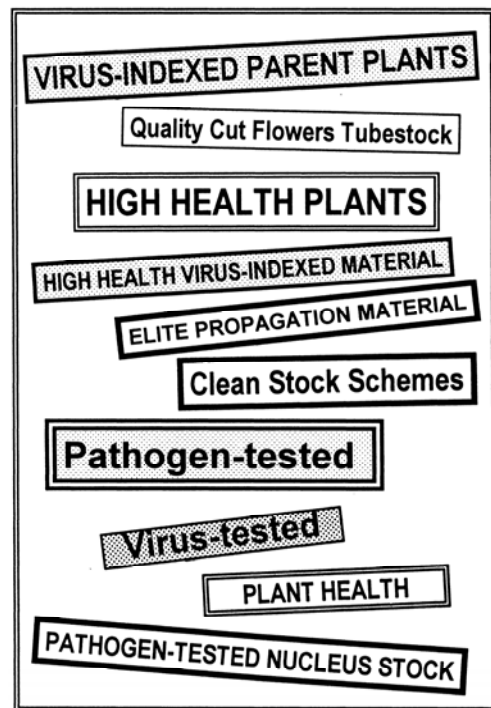 VIRUS-INDEXED PARENT PLANTS
Quality Cut Flowers Tubestock
HIGH HEALTH PLANTS
HIGH HEALTH VIRUS-INDEXED MATERIAL
ELITE PROPAGATION MATERIAL
Clean Stock Schemes
Pathogen-tested
Virus-tested
PLANT HEALTH
PATHOGEN-TESTED NUCLEUS STOCK